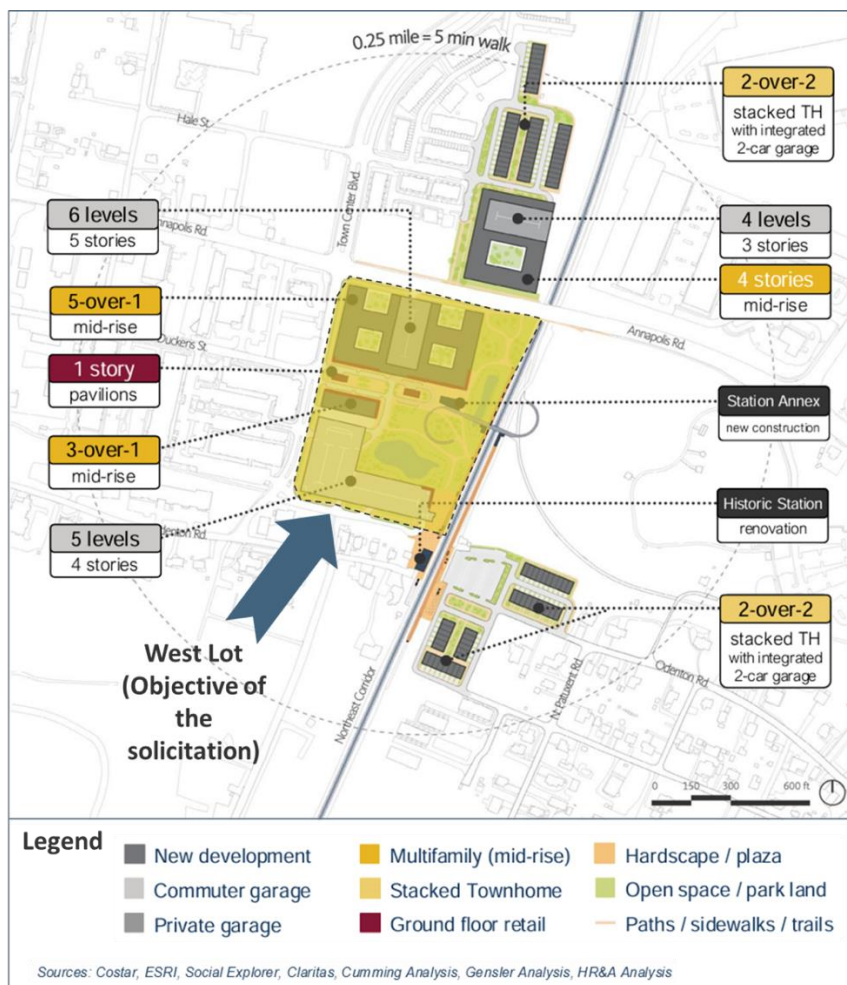 0.25 mile = 5 min walk
2-over-2
stacked TH
with integrated
2-car garage
Hale St.
Town Center Blvd.
6 levels
5 stories
4 levels
3 stories
Annapolis Rd.
4 stories
mid-rise
5-over-1
mid-rise
Annapolis Rd.
Duckens St.
1 story
pavilions
Station Annex
new construction
3-over-1
mid-rise
Historic Station
renovation
5 levels
4 stories
2-over-2
stacked TH
with integrated
2-car garage
West Lot
(Objective of
the
solicitation)
Northeast Corridor
N Patuxent Rd.
Odenton Rd.
0 150 300 600 ft
Legend
New development
Multifamily (mid-rise)
Hardscape / plaza
Commuter garage
Stacked Townhome
Open space / park land
Private garage
Ground floor retail
Paths / sidewalks / trails
Sources: Costar, ESRI, Social Explorer, Claritas, Cumming Analysis, Gensler Analysis, HR&A Analysis